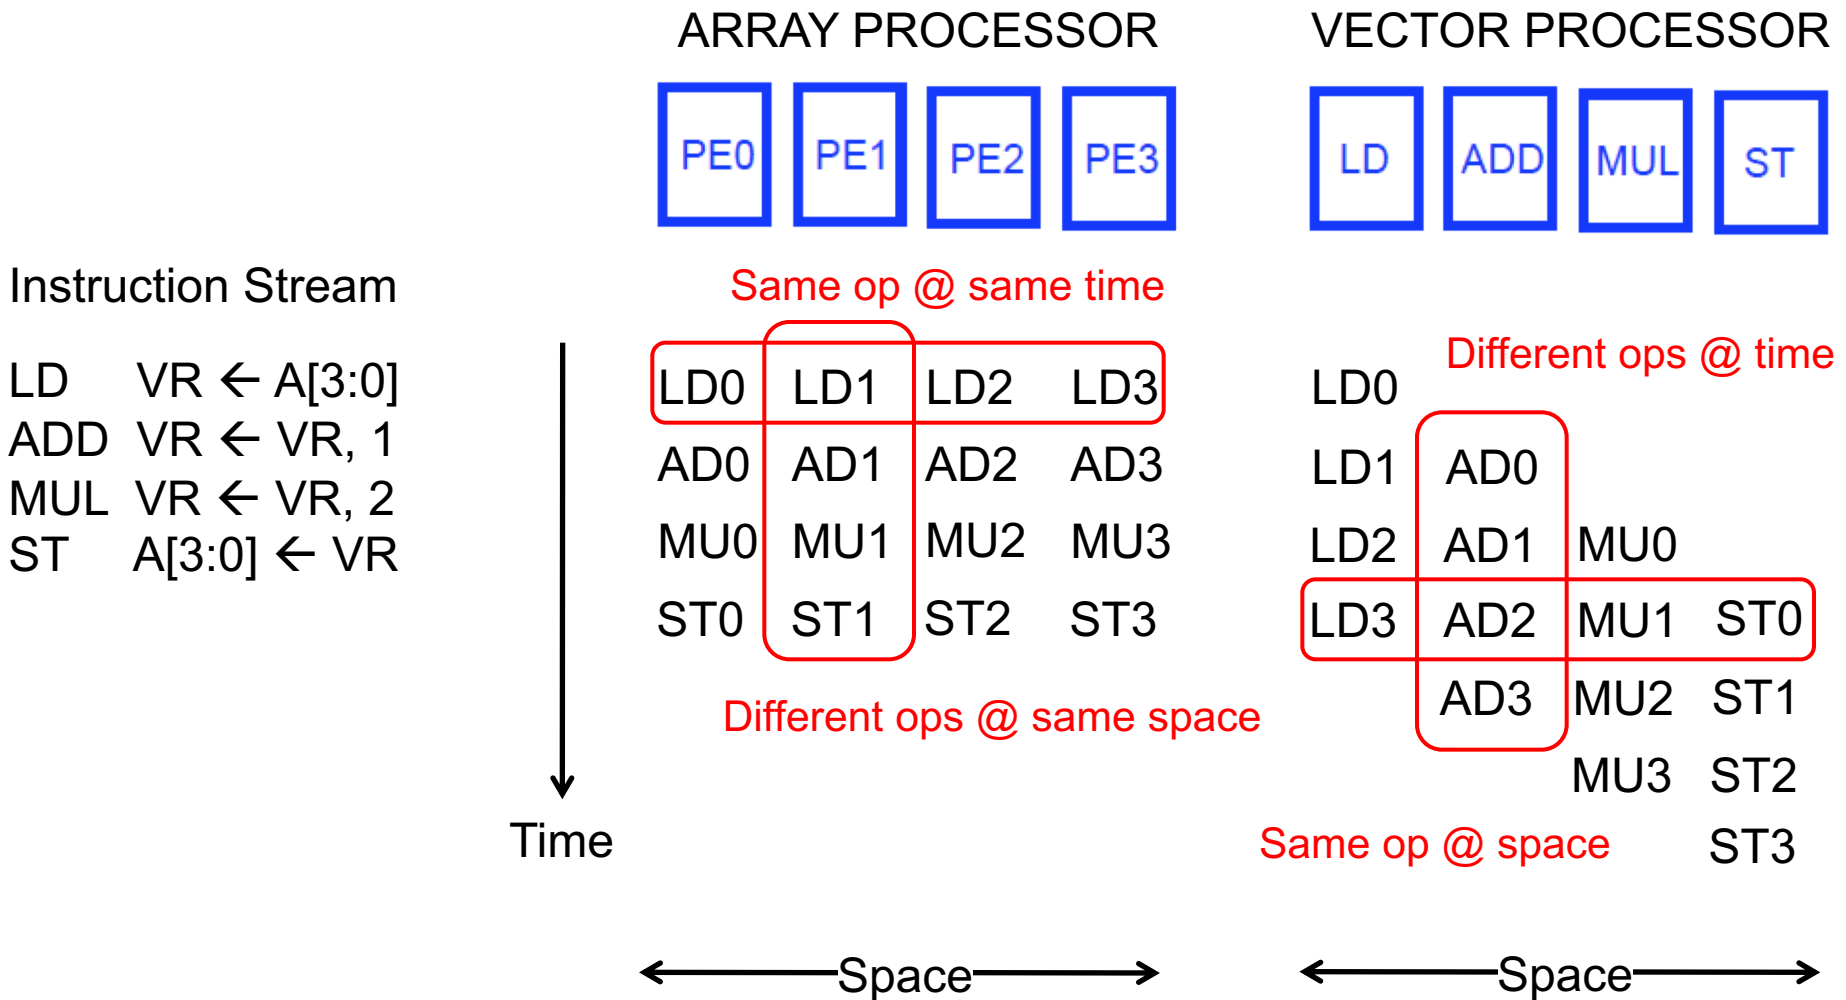 ARRAY PROCESSOR VECTOR PROCESSOR
PE0 PE1 PE2 PE3 LD ADD MUL ST
Instruction Stream Same op @ same time
Different ops @ time
LD VR ← A[3:0] LD0 LD1 LD2 LD3 LD0
ADD VR ← VR, 1 AD0 AD1 AD2 AD3 LD1 AD0
MUL VR ← VR, 2 MU0 MU1 MU2 MU3 LD2 AD1 MU0
ST A[3:0] ← VR ST0 ST1 ST2 ST3 LD3 AD2 MU1 ST0
Different ops @ same space AD3 MU2 ST1
MU3 ST2
Time Same op @ space ST3
Space Space